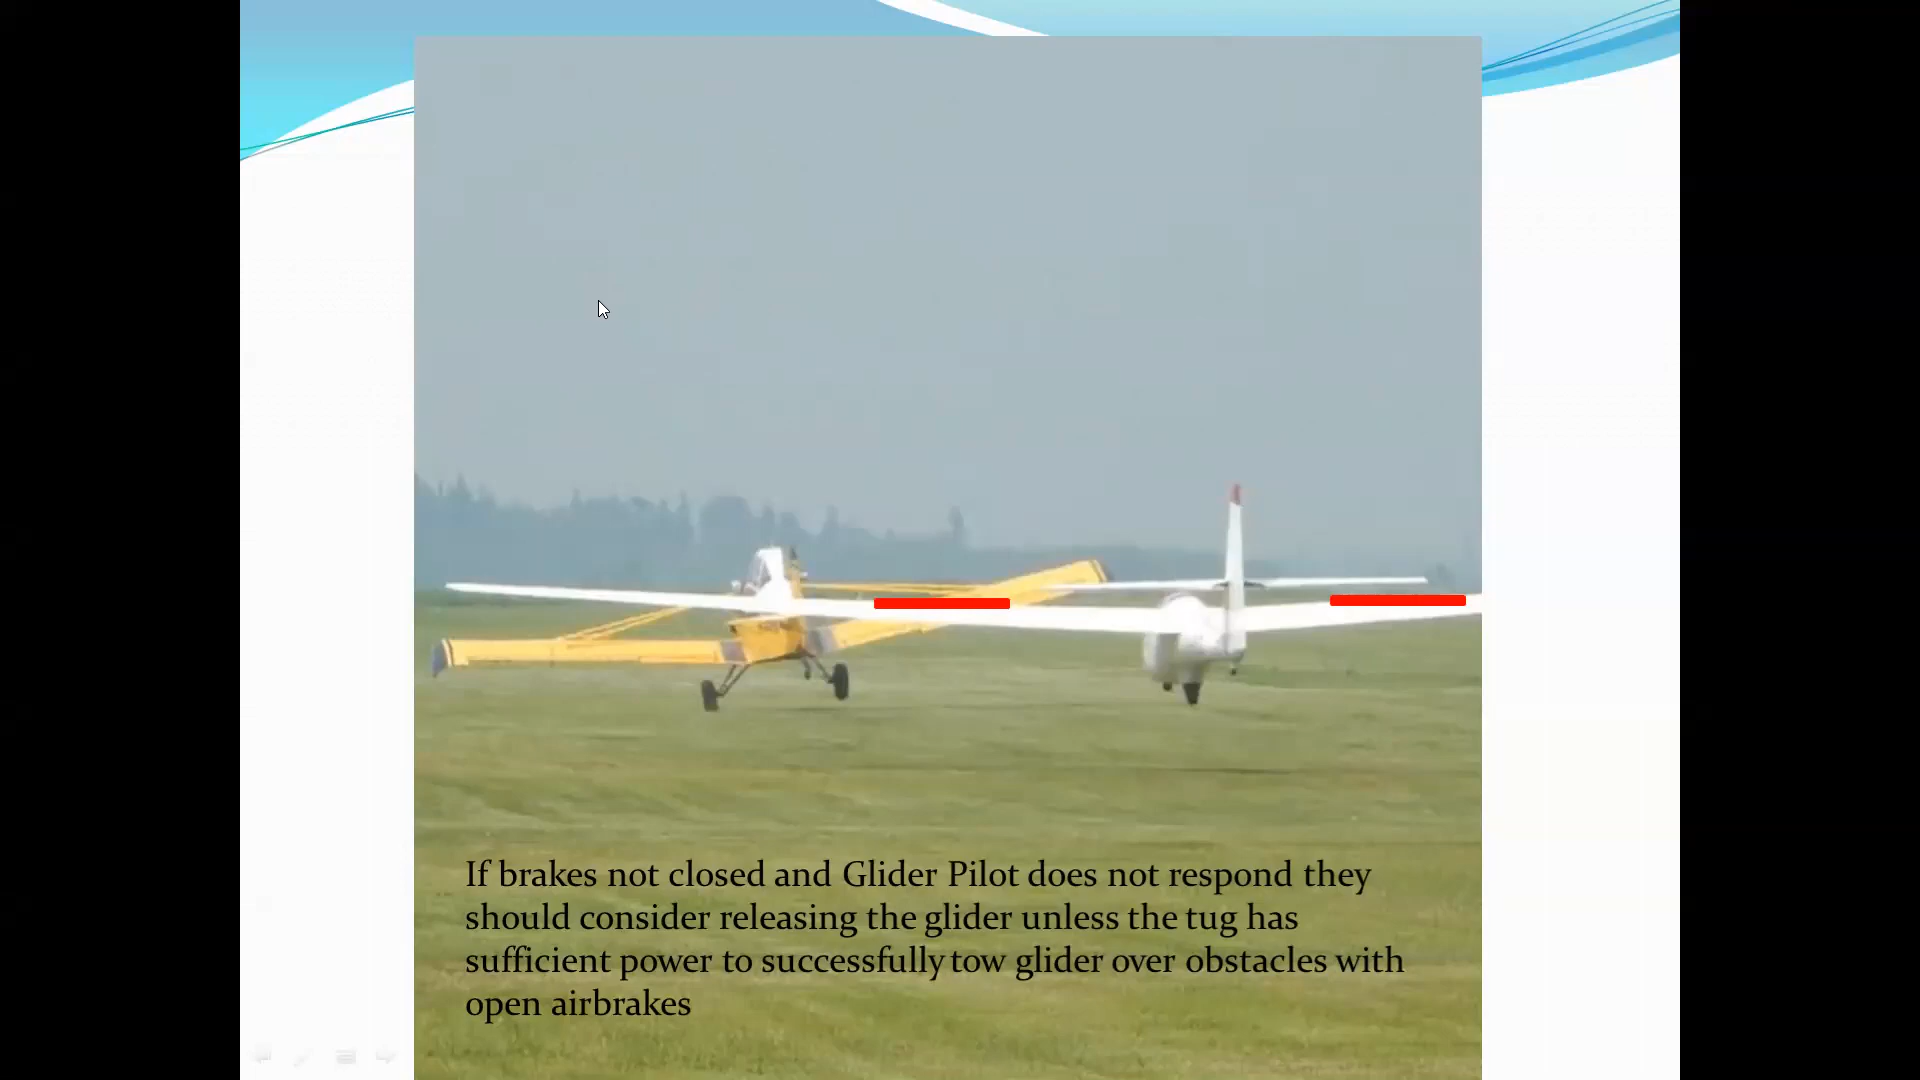 If brakes not closed and Glider Pilot does not respond they
should consider releasing the glider unless the tug has
sufficient power to successfully tow glider over obstacles with
open airbrakes